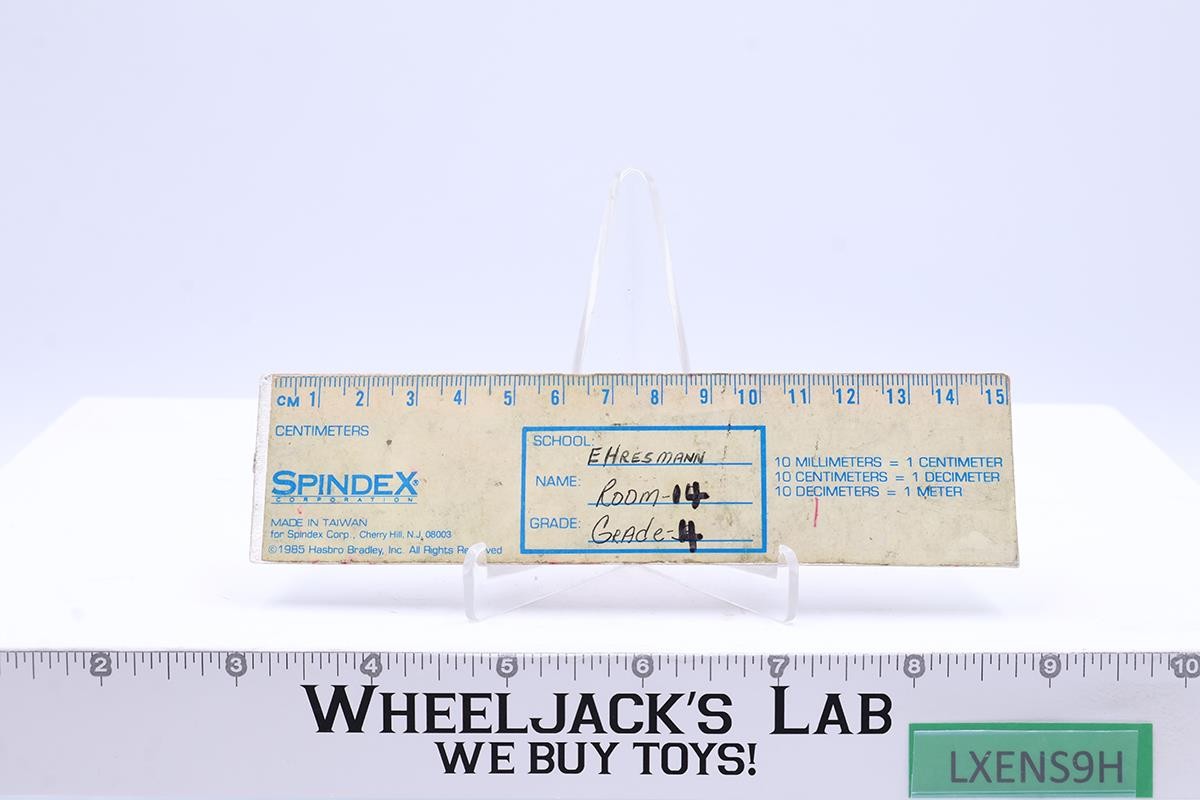 CM 1 2 3 4 5 6 7 8 9 10 11 12 13 14 15
CENTIMETERS
SPINDEX®
CORPORATION
MADE IN TAIWAN
for Spindex Corp., Cherry Hill, N.J. 08003
©1985 Hasbro Bradley, Inc. All Rights Reserved
SCHOOL: EHRESMANN
NAME: ROOM-14
GRADE: GRAde-4
10 MILLIMETERS = 1 CENTIMETER
10 CENTIMETERS = 1 DECIMETER
10 DECIMETERS = 1 METER
2 3 4 5 6 7 8 9 10
WHEELJACK'S LAB
WE BUY TOYS!
LXENS9H